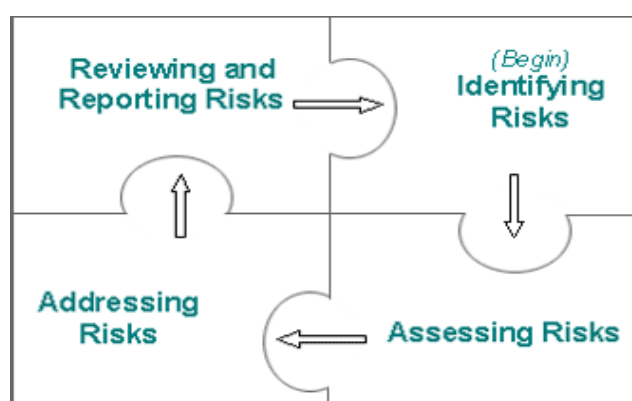 Reviewing and
Reporting Risks
(Begin)
Identifying
Risks
Addressing
Risks
Assessing Risks